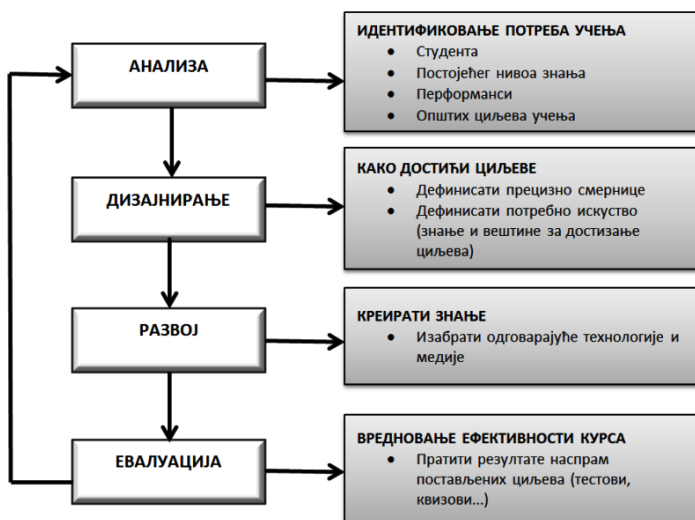 АНАЛИЗА
ИДЕНТИФИКОВАЊЕ ПОТРЕБА УЧЕЊА
• Студента
• Постојећег нивоа знања
• Перформанси
• Општих циљева учења
ДИЗАЈНИРАЊЕ
КАКО ДОСТИЋИ ЦИЉЕВЕ
• Дефинисати прецизно смернице
• Дефинисати потребно искуство
(знање и вештине за достизање
циљева)
РАЗВОЈ
КРЕИРАТИ ЗНАЊЕ
• Изабрати одговарајуће технологије и
медије
ЕВАЛУАЦИЈА
ВРЕДНОВАЊЕ ЕФЕКТИВНОСТИ КУРСА
• Пратити резултате наспрам
постављених циљева (тестови,
квизови...)